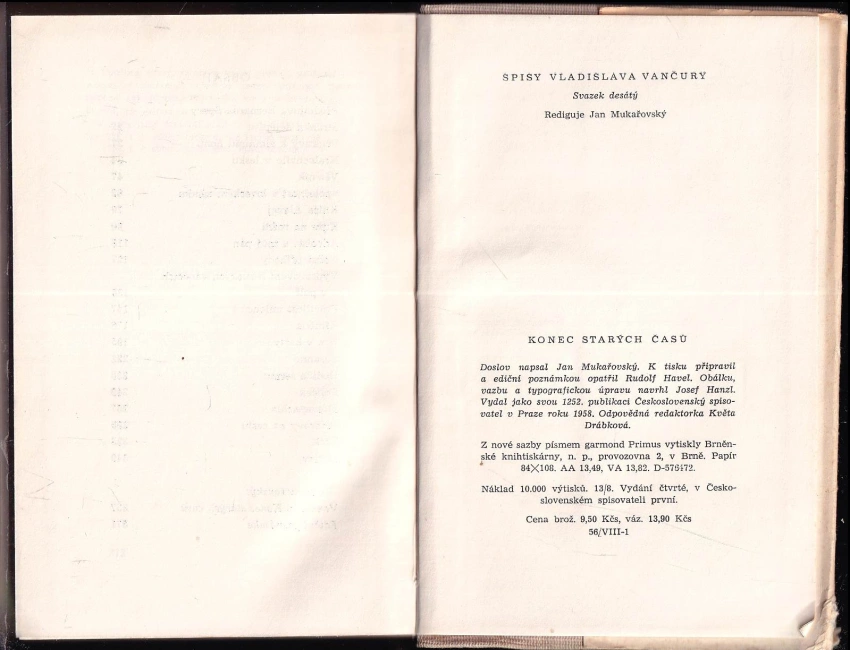 SPISY VLADISLAVA VANČURY
Svazek desátý
Rediguje Jan Mukařovský
KONEC STARÝCH ČASŮ
Doslov napsal Jan Mukařovský. K tisku připravil
a ediční poznámkou opatřil Rudolf Havel. Obálku,
vazbu a typografickou úpravu navrhl Josef Hanzl.
Vydal jako svou 1252. publikaci Československý spiso-
vatel v Praze roku 1958. Odpovědná redaktorka Květa
Drábková.
Z nové sazby písmem garmond Primus vytiskly Brněn-
ské knihtiskárny, n. p., provozovna 2, v Brně. Papír
84×108. AA 13,49, VA 13,82. D-576472.
Náklad 10.000 výtisků. 13/8. Vydání čtvrté, v Česko-
slovenském spisovateli první.
Cena brož. 9,50 Kčs, váz. 13,90 Kčs
56/VIII-1